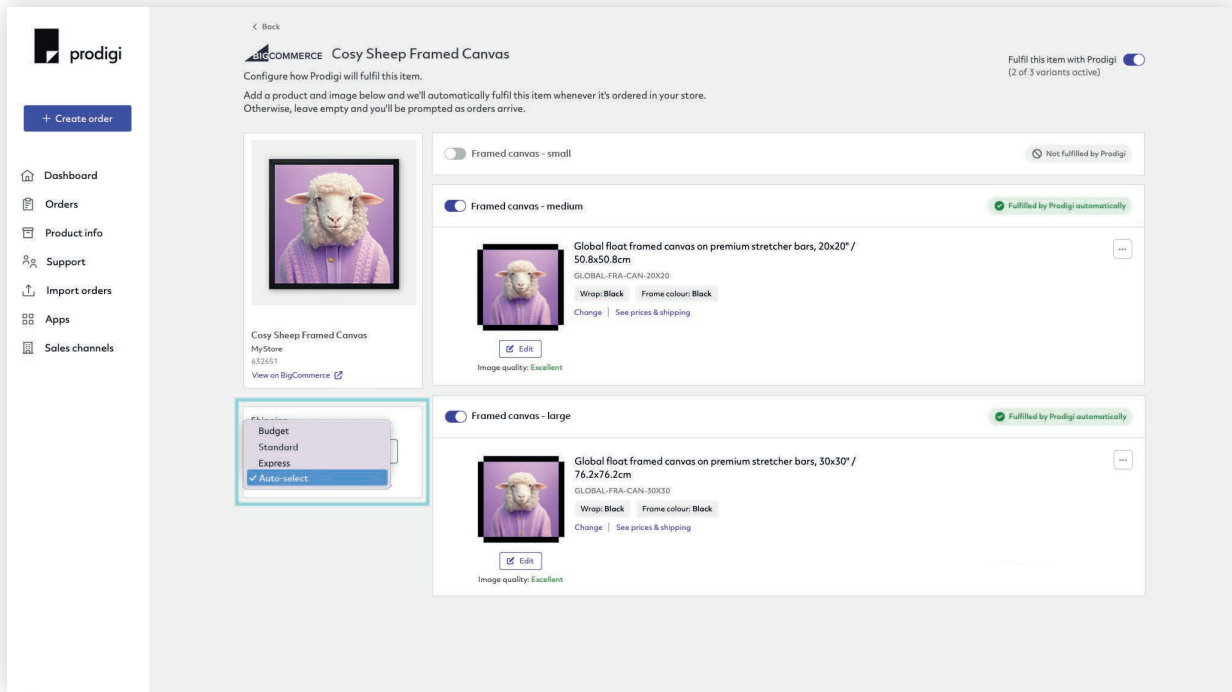 Back
prodigi
BIGCOMMERCE Cosy Sheep Framed Canvas
Configure how Prodigi will fulfil this item.
Add a product and image below and we'll automatically fulfil this item whenever it's ordered in your store.
Otherwise, leave empty and you'll be prompted as orders arrive.
Fulfil this item with Prodigi
(2 of 3 variants active)
+ Create order
Dashboard
Orders
Product info
Support
Import orders
Apps
Sales channels
Cosy Sheep Framed Canvas
MyStore
632651
View on BigCommerce
Shipping
Budget
Standard
Express
✓ Auto-select
Framed canvas - small
Not fulfilled by Prodigi
Framed canvas - medium
Fulfilled by Prodigi automatically
Global float framed canvas on premium stretcher bars, 20x20" /
50.8x50.8cm
GLOBAL-FRA-CAN-20X20
Wrap: Black Frame colour: Black
Change | See prices & shipping
...
Edit
Image quality: Excellent
Framed canvas - large
Fulfilled by Prodigi automatically
Global float framed canvas on premium stretcher bars, 30x30" /
76.2x76.2cm
GLOBAL-FRA-CAN-30X30
Wrap: Black Frame colour: Black
Change | See prices & shipping
...
Edit
Image quality: Excellent